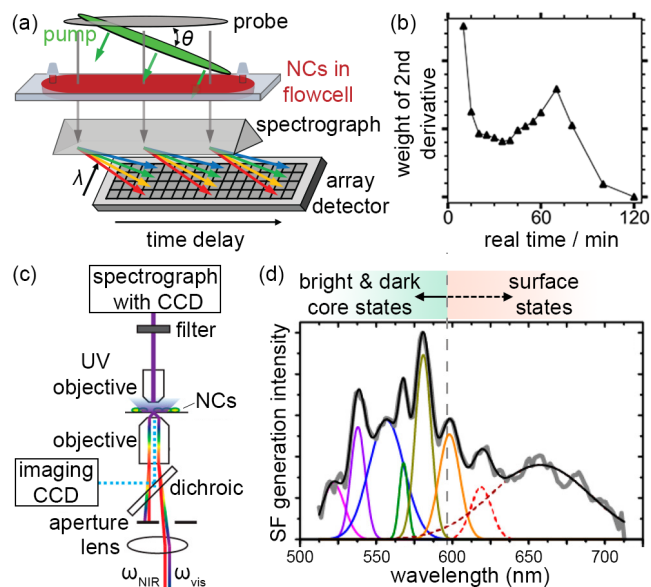 (a)
probe
pump
θ
NCs in
flowcell
spectrograph
λ
array
detector
time delay
(b)
weight of 2nd
derivative
0 60 120
real time / min
(c)
spectrograph
with CCD
filter
UV
objective
NCs
objective
imaging
CCD
dichroic
aperture
lens
ωNIR ωvis
(d)
bright & dark
core states
surface
states
SF generation intensity
500 550 600 650 700
wavelength (nm)